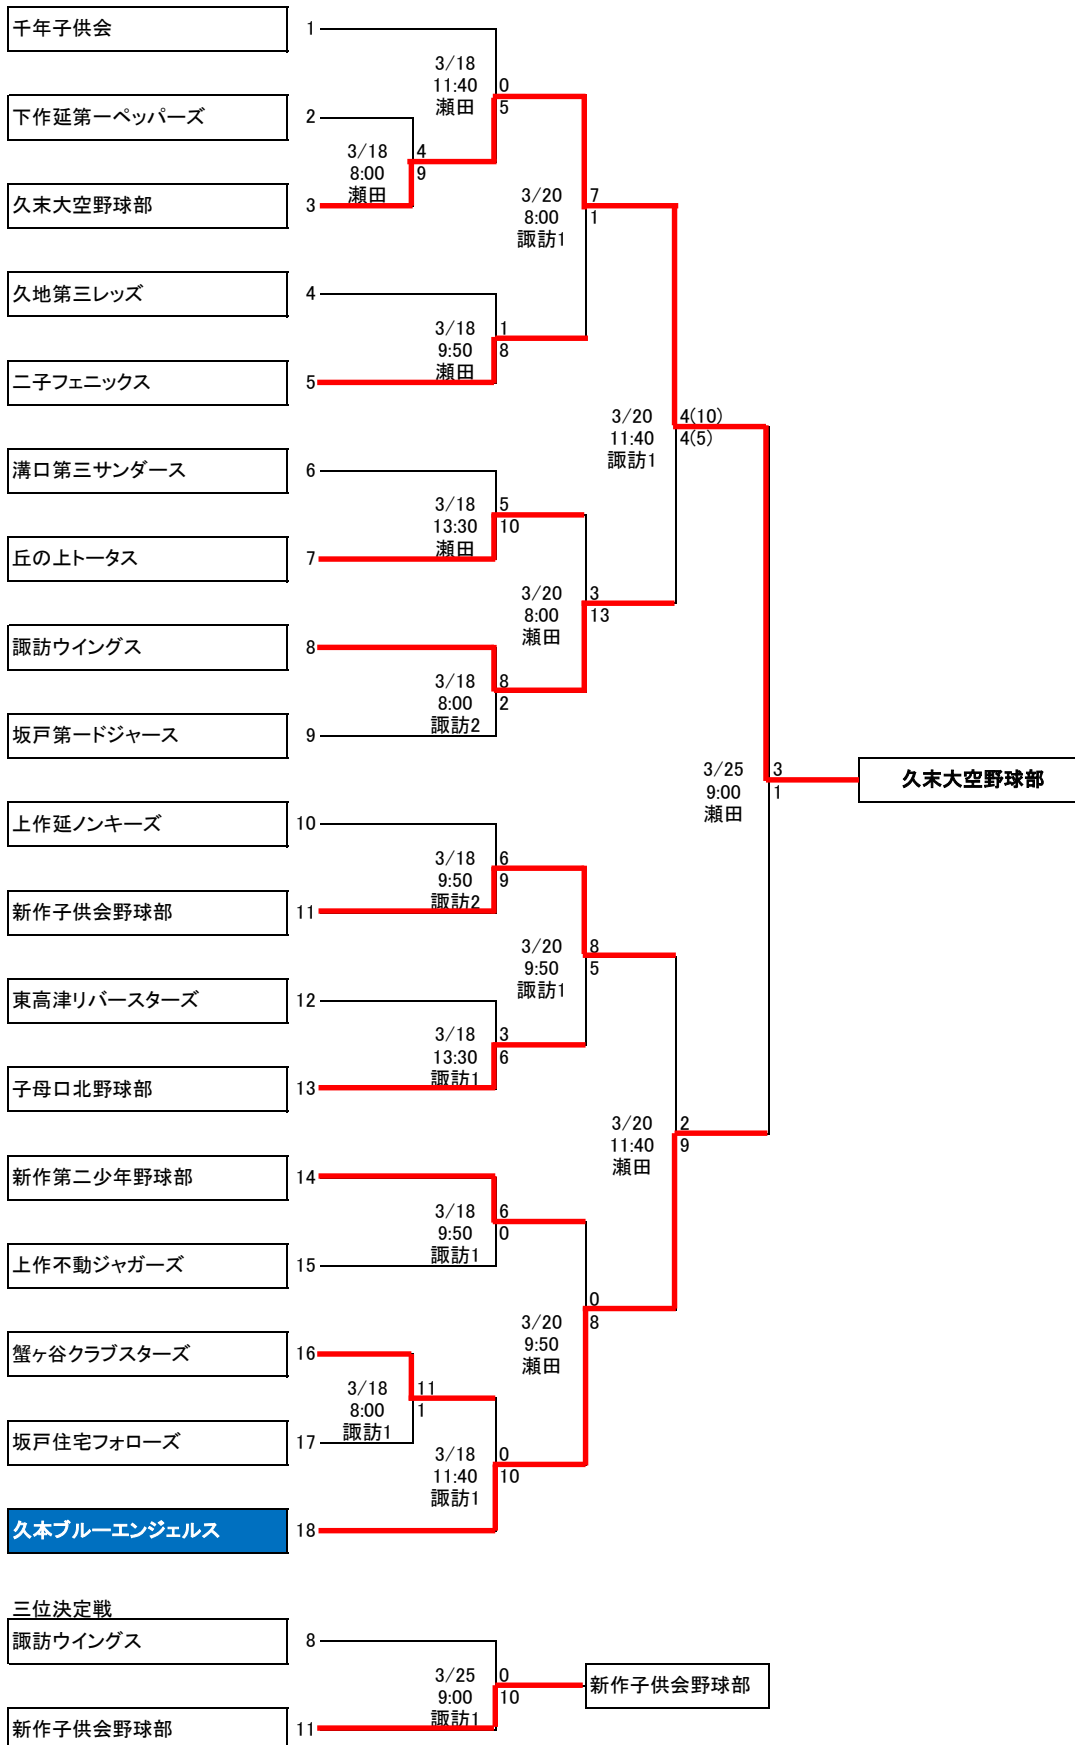 千年子供会 1
3/18
11:40
瀬田
0
5
下作延第一ペッパーズ 2
3/18
8:00
瀬田
4
9
久末大空野球部 3
3/20
8:00
諏訪1
7
1
久地第三レッズ 4
3/18
9:50
瀬田
1
8
二子フェニックス 5
3/20
11:40
諏訪1
4(10)
4(5)
溝口第三サンダース 6
3/18
13:30
瀬田
5
10
丘の上トータス 7
3/20
8:00
瀬田
3
13
諏訪ウイングス 8
3/18
8:00
諏訪2
8
2
坂戸第一ドジャース 9
3/25
9:00
瀬田
3
1
久末大空野球部
上作延ノンキーズ 10
3/18
9:50
諏訪2
6
9
新作子供会野球部 11
3/20
9:50
諏訪1
8
5
東高津リバースターズ 12
3/18
13:30
諏訪1
3
6
子母口北野球部 13
3/20
11:40
瀬田
2
9
新作第二少年野球部 14
3/18
9:50
諏訪1
6
0
上作不動ジャガーズ 15
3/20
9:50
瀬田
0
8
蟹ヶ谷クラブスターズ 16
3/18
8:00
諏訪1
11
1
坂戸住宅フォローズ 17
3/18
11:40
諏訪1
0
10
久本ブルーエンジェルス 18
三位決定戦
諏訪ウイングス 8
3/25
9:00
諏訪1
0
10
新作子供会野球部
新作子供会野球部 11